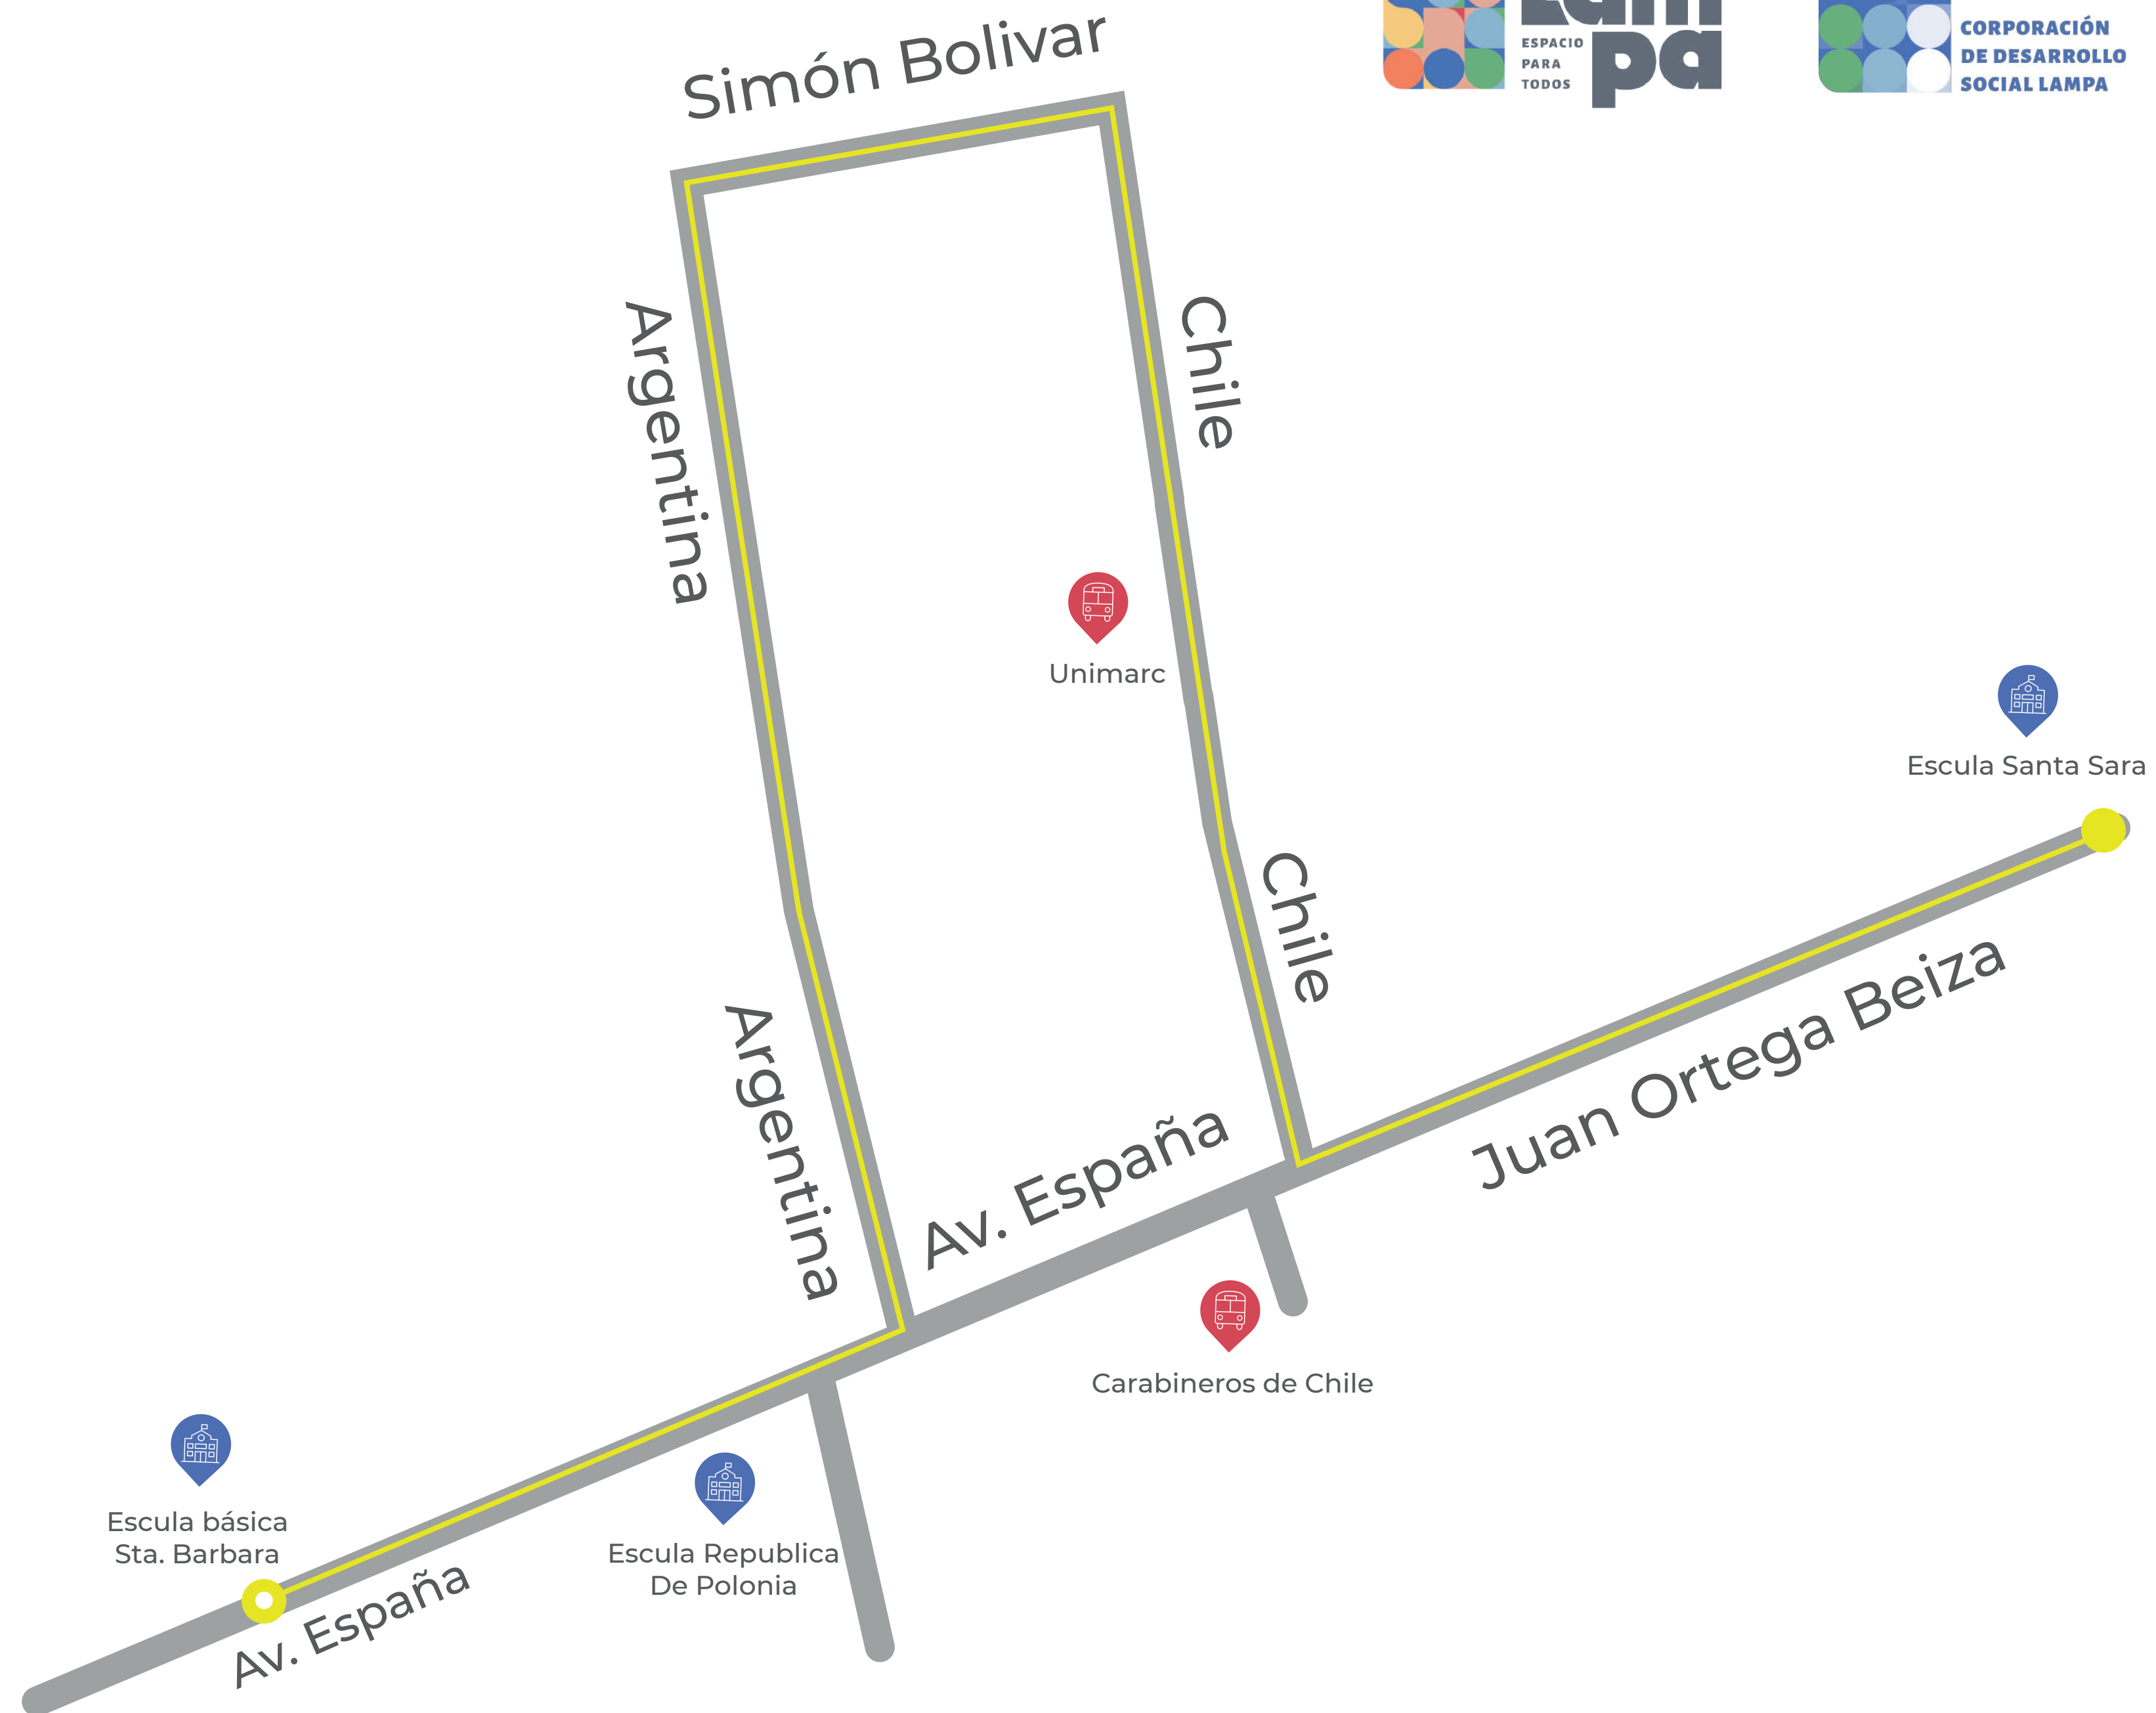 ESPACIO
PARA
TODOS
pa
CORPORACIÓN
DE DESARROLLO
SOCIAL LAMPA
Simón Bolivar
Argentina
Chile
Unimarc
Escula Santa Sara
Chile
Juan Ortega Beiza
Argentina
Av. España
Carabineros de Chile
Escula básica
Sta. Barbara
Escula Republica
De Polonia
Av. España